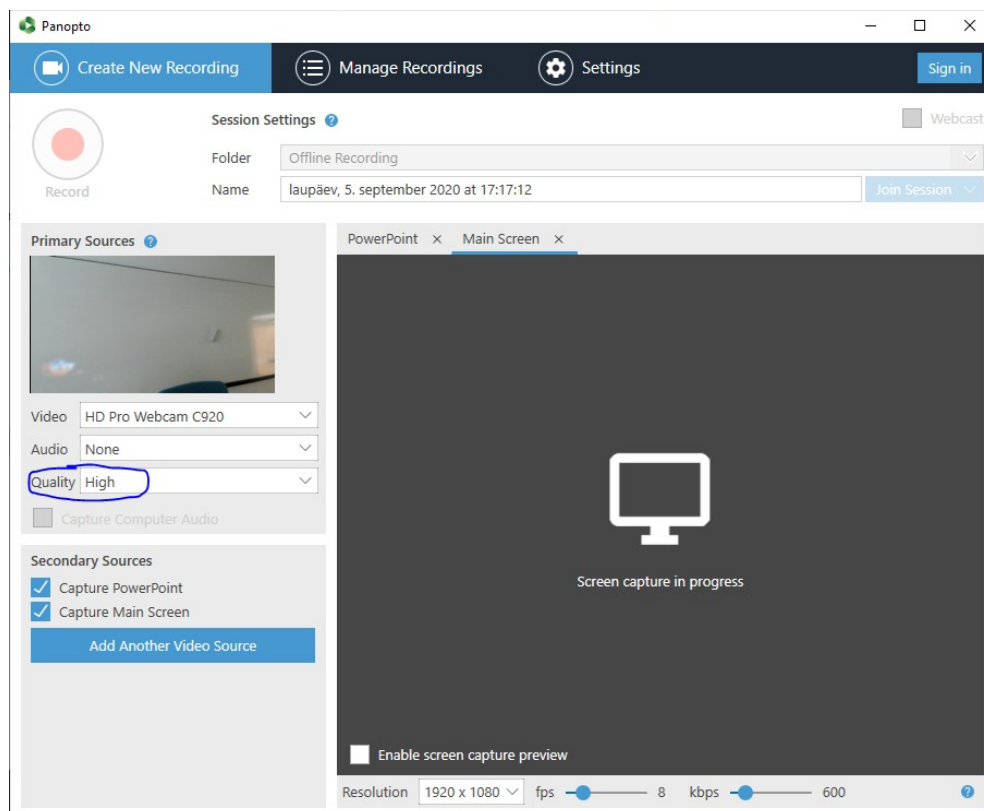 Panopto
Create New Recording Manage Recordings Settings Sign in
Session Settings ? Webcast
Folder Offline Recording
Record Name laupäev, 5. september 2020 at 17:17:12 Join Session
Primary Sources ? PowerPoint × Main Screen ×
Video HD Pro Webcam C920
Audio None
Quality High
Capture Computer Audio
Secondary Sources
Capture PowerPoint
Capture Main Screen
Add Another Video Source
Screen capture in progress
Enable screen capture preview
Resolution 1920 x 1080 fps 8 kbps 600 ?